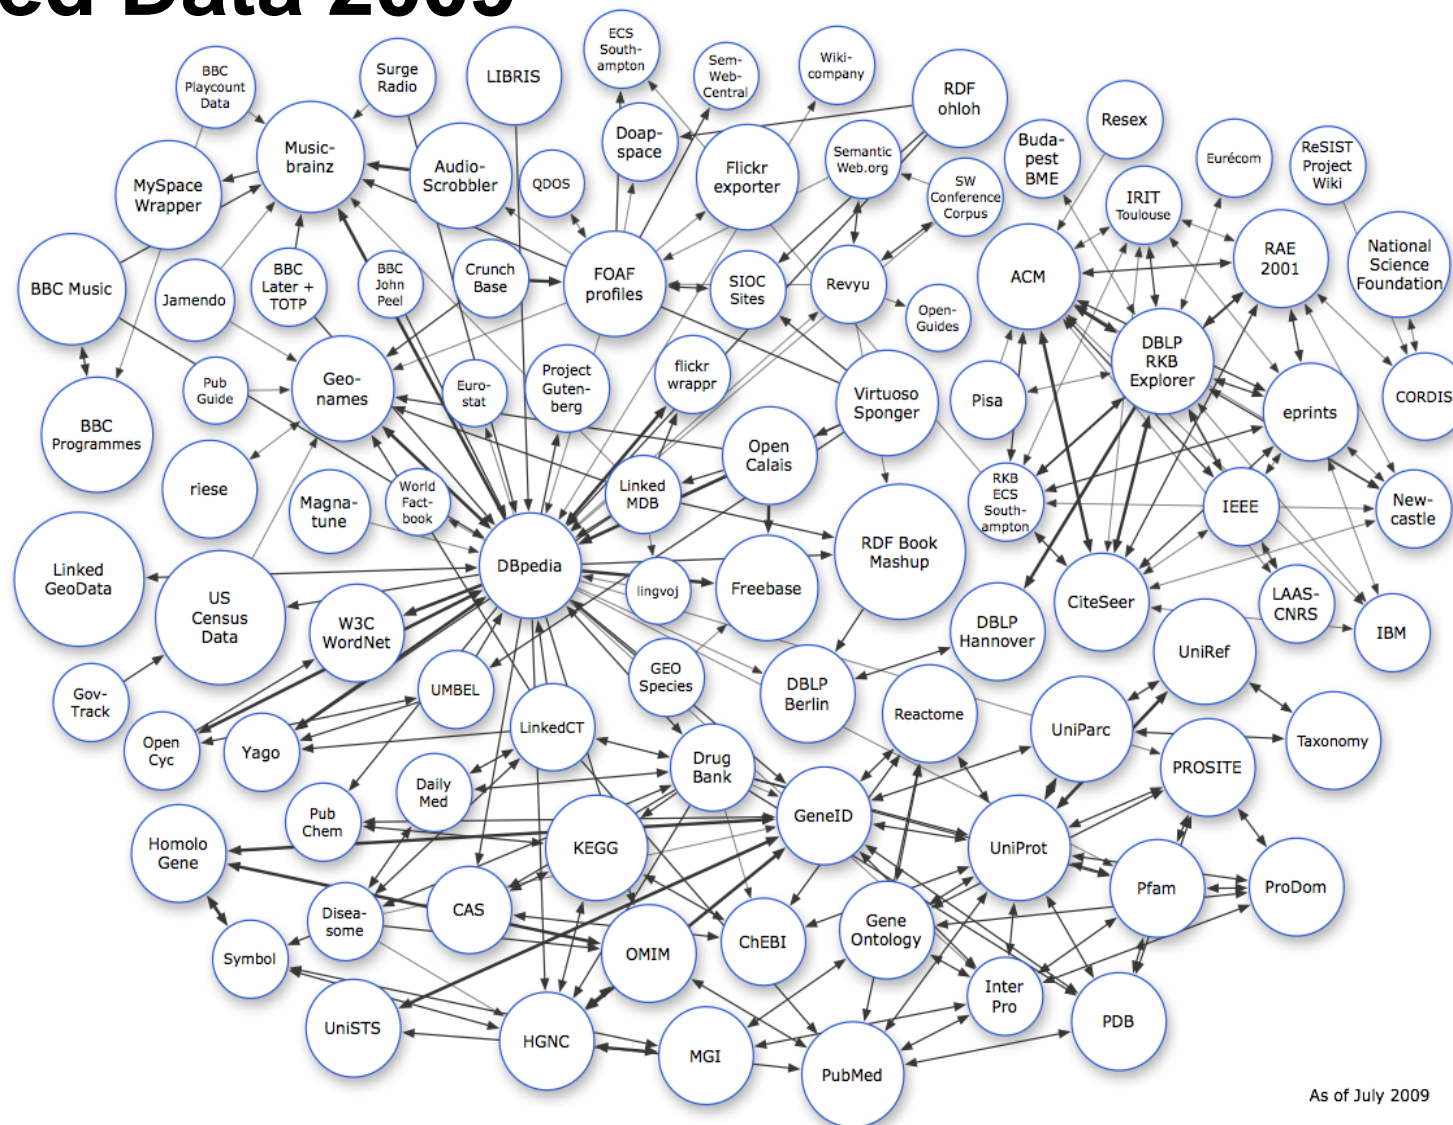 ed Data 2009
BBC
Playcount
Data
Surge
Radio
LIBRIS
ECS
South-
ampton
Sem-
Web-
Central
Wiki-
company
RDF
ohloh
Resex
Music-
brainz
Audio-
Scrobbler
QDOS
Doap-
space
Flickr
exporter
Semantic
Web.org
SW
Conference
Corpus
Buda-
pest
BME
IRIT
Toulouse
Eurécom
ReSIST
Project
Wiki
MySpace
Wrapper
BBC Music
Jamendo
BBC
Later +
TOTP
BBC
John
Peel
Crunch
Base
FOAF
profiles
SIOC
Sites
Revyu
Open-
Guides
ACM
RAE
2001
National
Science
Foundation
BBC
Programmes
Pub
Guide
Geo-
names
Euro-
stat
Project
Guten-
berg
flickr
wrappr
Virtuoso
Sponger
Pisa
DBLP
RKB
Explorer
eprints
CORDIS
riese
Magna-
tune
World
Fact-
book
Linked
MDB
Open
Calais
RDF Book
Mashup
RKB
ECS
South-
ampton
IEEE
New-
castle
Linked
GeoData
US
Census
Data
W3C
WordNet
DBpedia
lingvoj
Freebase
DBLP
Hannover
CiteSeer
LAAS-
CNRS
IBM
Gov-
Track
Open
Cyc
Yago
UMBEL
LinkedCT
GEO
Species
DBLP
Berlin
Reactome
UniParc
UniRef
Taxonomy
PROSITE
Homolo
Gene
Pub
Chem
Daily
Med
KEGG
Drug
Bank
GeneID
UniProt
Pfam
ProDom
Symbol
Disea-
some
CAS
OMIM
ChEBI
Gene
Ontology
Inter
Pro
PDB
UniSTS
HGNC
MGI
PubMed
As of July 2009